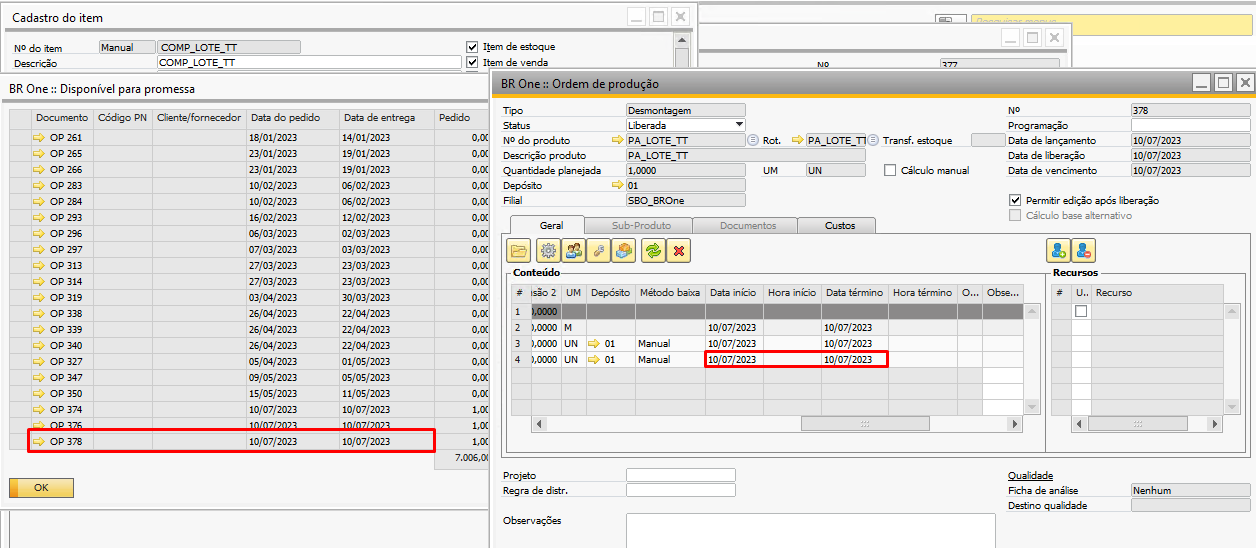 Cadastro do item
Nº do item Manual COMP_LOTE_TT Item de estoque
Descrição COMP_LOTE_TT Item de venda
Pesquisar menus
Nº 377
BR One :: Disponível para promessa
Documento Código PN Cliente/fornecedor Data do pedido Data de entrega Pedido
OP 261 18/01/2023 14/01/2023 0,00
OP 265 23/01/2023 19/01/2023 0,00
OP 266 23/01/2023 19/01/2023 0,00
OP 283 10/02/2023 06/02/2023 0,00
OP 284 10/02/2023 06/02/2023 0,00
OP 293 16/02/2023 12/02/2023 0,00
OP 296 06/03/2023 02/03/2023 0,00
OP 297 07/03/2023 03/03/2023 0,00
OP 313 27/03/2023 23/03/2023 0,00
OP 314 27/03/2023 23/03/2023 0,00
OP 319 03/04/2023 30/03/2023 0,00
OP 338 26/04/2023 22/04/2023 0,00
OP 339 26/04/2023 22/04/2023 0,00
OP 340 26/04/2023 22/04/2023 0,00
OP 327 05/04/2023 01/05/2023 0,00
OP 347 09/05/2023 05/05/2023 0,00
OP 350 15/05/2023 11/05/2023 0,00
OP 374 10/07/2023 10/07/2023 1,00
OP 376 10/07/2023 10/07/2023 1,00
OP 378 10/07/2023 10/07/2023 1,00
7.006,00
OK
BR One :: Ordem de produção
Tipo Desmontagem Nº 378
Status Liberada Programação
Nº do produto PA_LOTE_TT Rot. PA_LOTE_TT Transf. estoque Data de lançamento 10/07/2023
Descrição produto PA_LOTE_TT Data de liberação 10/07/2023
Quantidade planejada 1,0000 UM UN Cálculo manual Data de vencimento 10/07/2023
Depósito 01
Filial SBO_BROne Permitir edição após liberação
Cálculo base alternativo
Geral Sub-Produto Documentos Custos
Conteúdo Recursos
# são 2 UM Depósito Método baixa Data início Hora início Data término Hora término O... Obse... # U.. Recurso
1 0,0000
2 0,0000 M 10/07/2023 10/07/2023
3 0,0000 UN 01 Manual 10/07/2023 10/07/2023
4 0,0000 UN 01 Manual 10/07/2023 10/07/2023
Projeto Qualidade
Regra de distr. Ficha de análise Nenhum
Destino qualidade
Observações